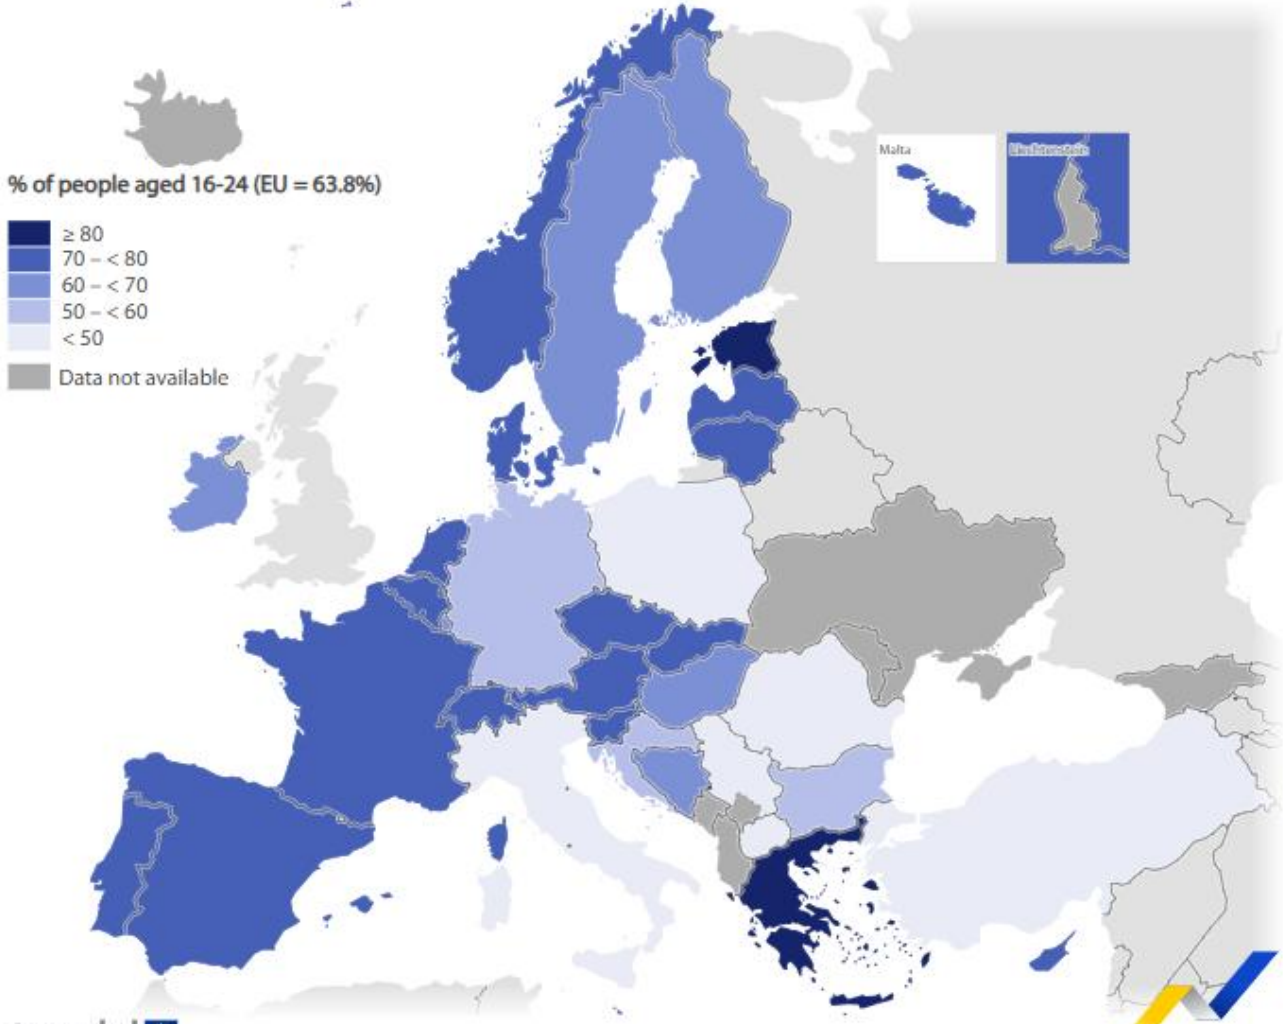 % of people aged 16-24 (EU = 63.8%)
≥ 80
70 – < 80
60 – < 70
50 – < 60
< 50
Data not available
Malta
Liechtenstein